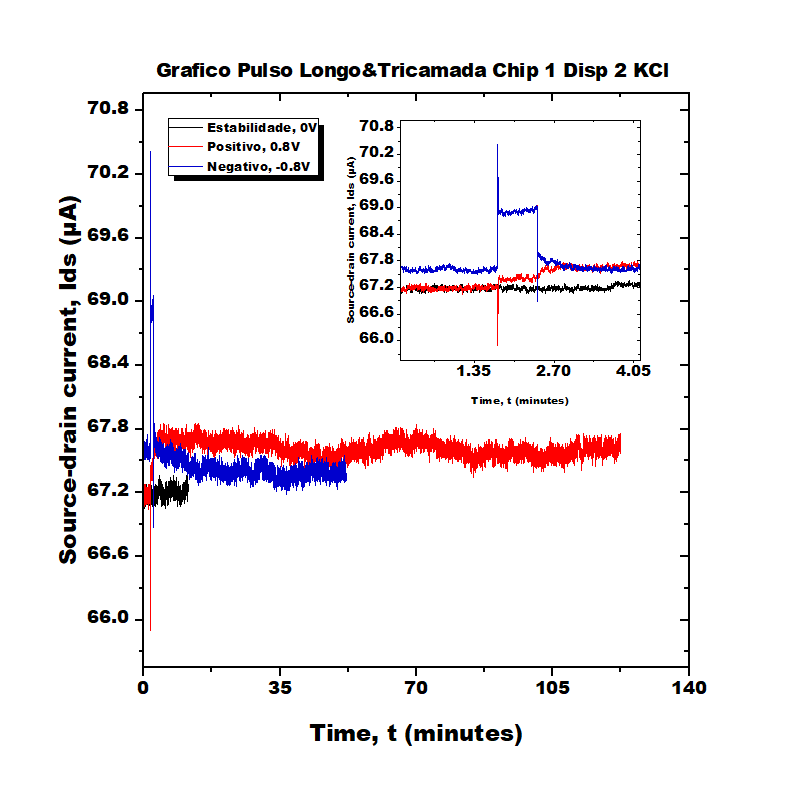 Grafico Pulso Longo&Tricamada Chip 1 Disp 2 KCl
Source-drain current, Ids (µA)
70.8
70.2
69.6
69.0
68.4
67.8
67.2
66.6
66.0
Estabilidade, 0V
Positivo, 0.8V
Negativo, -0.8V
Source-drain current, Ids (µA)
70.8
70.2
69.6
69.0
68.4
67.8
67.2
66.6
66.0
1.35 2.70 4.05
Time, t (minutes)
0 35 70 105 140
Time, t (minutes)